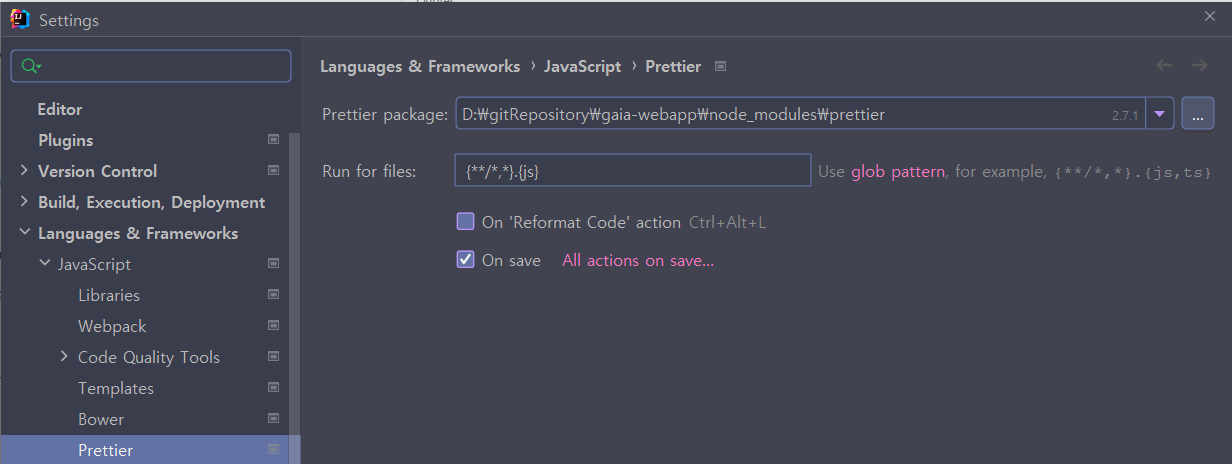 Settings
Languages & Frameworks › JavaScript › Prettier
Editor
Plugins
Version Control
Build, Execution, Deployment
Languages & Frameworks
JavaScript
Libraries
Webpack
Code Quality Tools
Templates
Bower
Prettier
Prettier package: D:₩gitRepository₩gaia-webapp₩node_modules₩prettier 2.7.1 ...
Run for files: {**/*,*}.{js} Use glob pattern, for example, {**/*,*}.{js,ts}
On 'Reformat Code' action Ctrl+Alt+L
On save All actions on save...